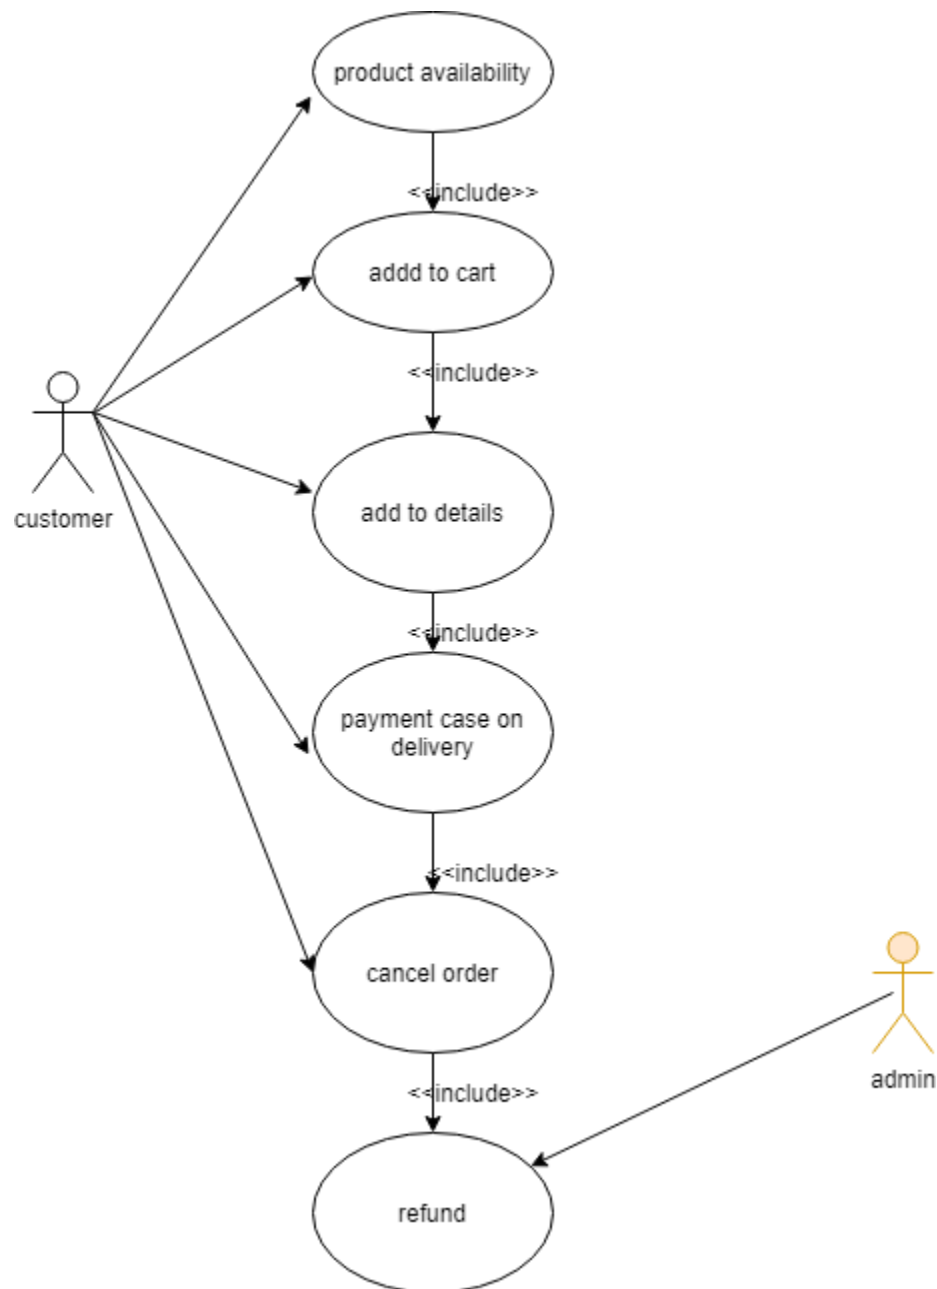 product availability
<<include>>
addd to cart
<<include>>
customer
add to details
<<include>>
payment case on
delivery
<<include>>
cancel order
admin
<<include>>
refund